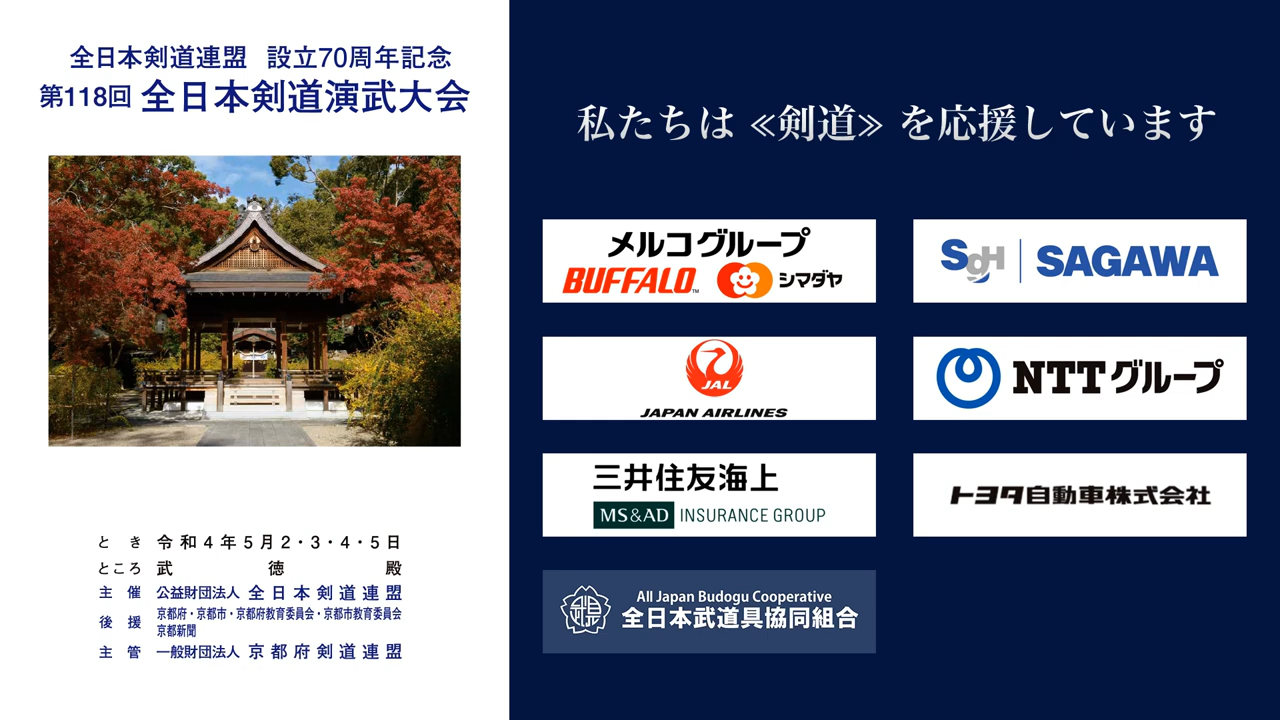 全日本剣道連盟 設立70周年記念
第118回 全日本剣道演武大会
とき 令和4年5月2・3・4・5日
ところ 武徳殿
主催 公益財団法人 全日本剣道連盟
後援 京都府・京都市・京都府教育委員会・京都市教育委員会
京都新聞
主管 一般財団法人 京都府剣道連盟
私たちは ≪剣道≫ を応援しています
メルコグループ
BUFFALO™ シマダヤ
SGH SAGAWA
JAL
JAPAN AIRLINES
NTTグループ
三井住友海上
MS&AD INSURANCE GROUP
トヨタ自動車株式会社
All Japan Budogu Cooperative
全日本武道具協同組合